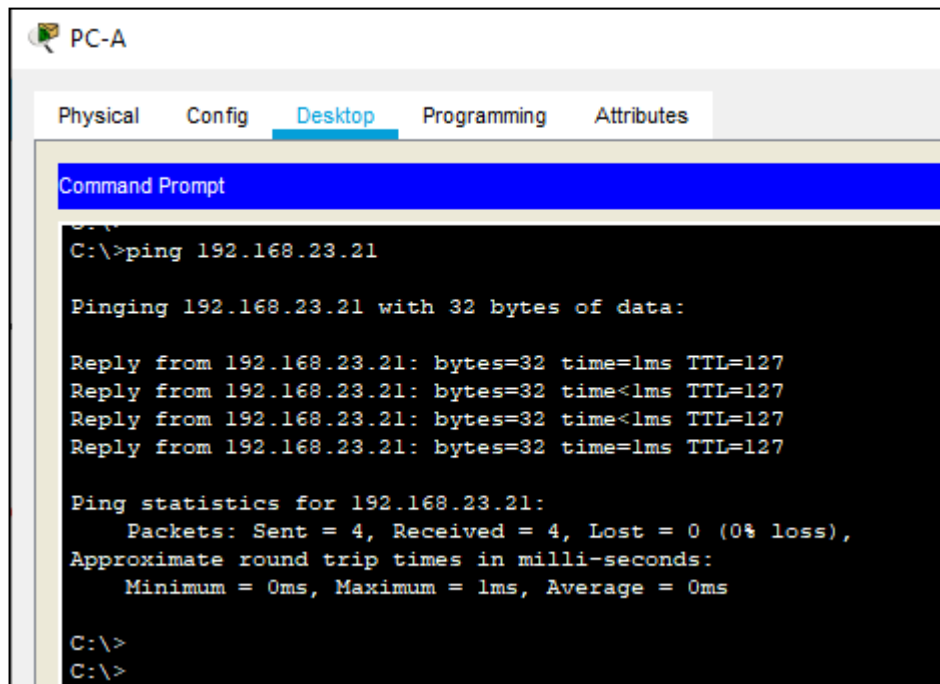 PC-A
Physical Config Desktop Programming Attributes
Command Prompt
C:\>ping 192.168.23.21
Pinging 192.168.23.21 with 32 bytes of data:
Reply from 192.168.23.21: bytes=32 time=1ms TTL=127
Reply from 192.168.23.21: bytes=32 time<1ms TTL=127
Reply from 192.168.23.21: bytes=32 time<1ms TTL=127
Reply from 192.168.23.21: bytes=32 time=1ms TTL=127
Ping statistics for 192.168.23.21:
Packets: Sent = 4, Received = 4, Lost = 0 (0% loss),
Approximate round trip times in milli-seconds:
Minimum = 0ms, Maximum = 1ms, Average = 0ms
C:\>
C:\>